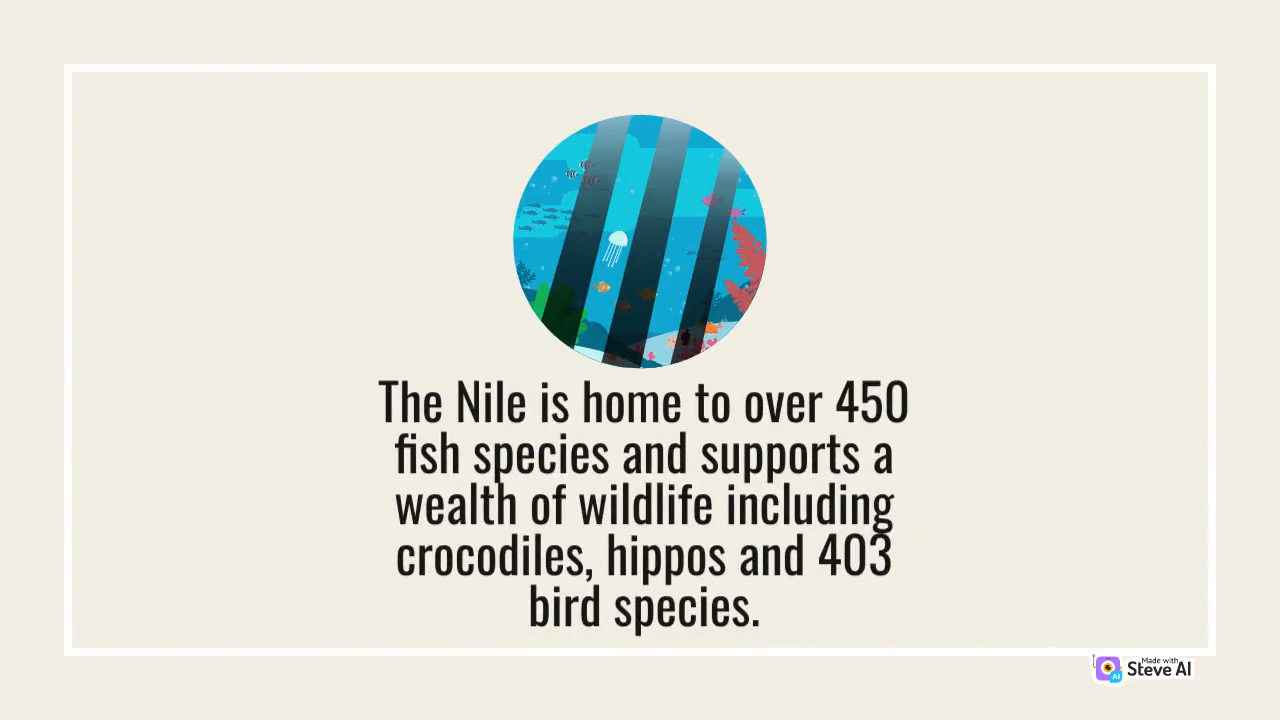 The Nile is home to over 450
fish species and supports a
wealth of wildlife including
crocodiles, hippos and 403
bird species.
Made with
Steve AI
AI